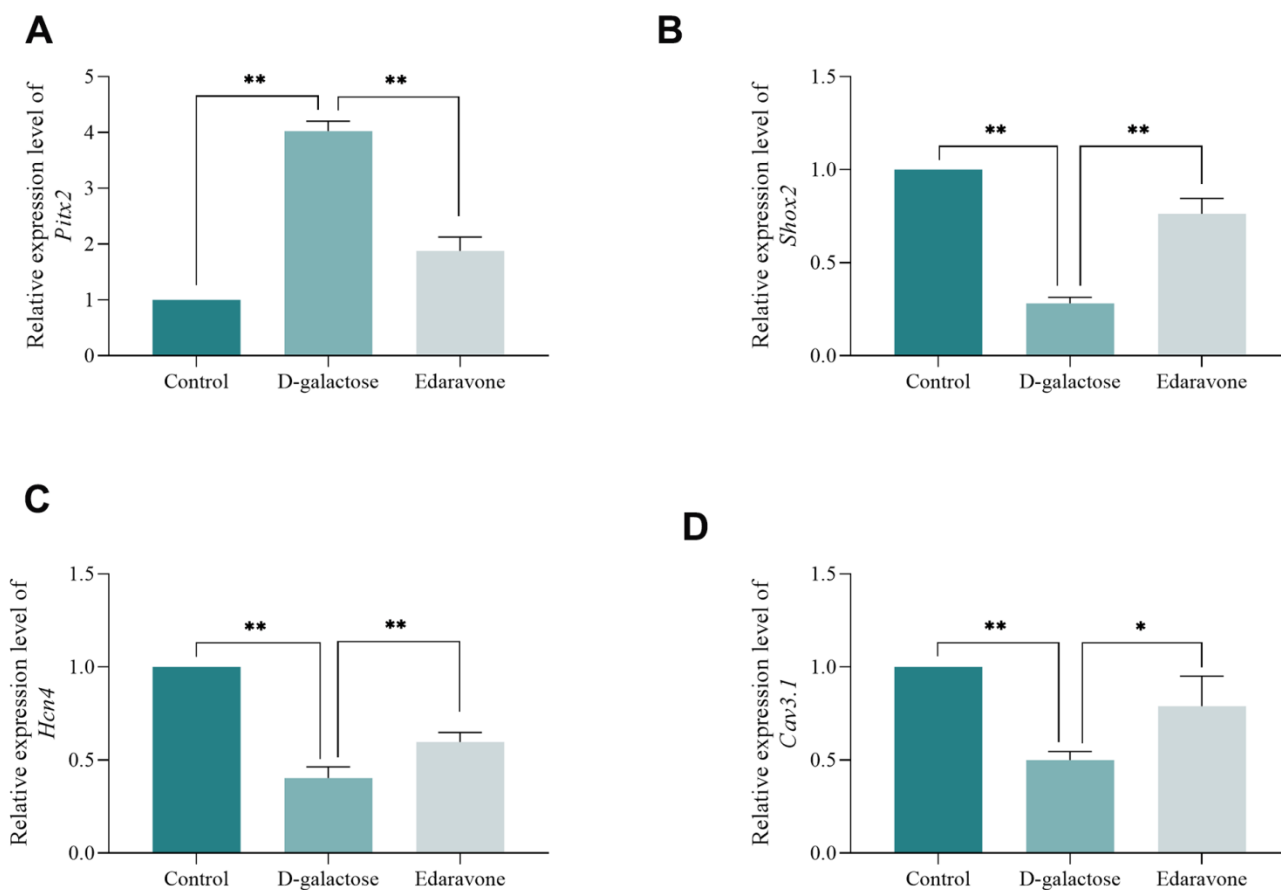 A
Relative expression level of
Pitx2
5
4
3
2
1
0
**
**
Control
D-galactose
Edaravone
B
Relative expression level of
Shox2
1.5
1.0
0.5
0.0
**
**
Control
D-galactose
Edaravone
C
Relative expression level of
Hcn4
1.5
1.0
0.5
0.0
**
**
Control
D-galactose
Edaravone
D
Relative expression level of
Cav3.1
1.5
1.0
0.5
0.0
**
*
Control
D-galactose
Edaravone